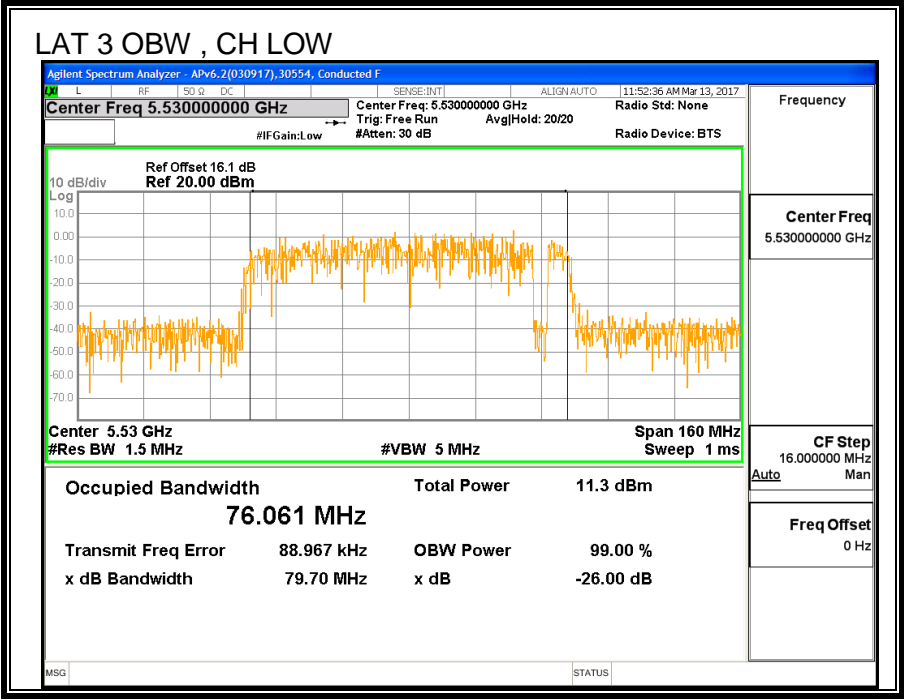 LAT 3 OBW , CH LOW
Agilent Spectrum Analyzer - APv6.2(030917),30554, Conducted F
LXI L RF 50 Ω DC SENSE:INT ALIGN AUTO 11:52:36 AM Mar 13, 2017
Center Freq 5.530000000 GHz
Center Freq: 5.530000000 GHz
Radio Std: None
Trig: Free Run Avg|Hold: 20/20
#IFGain:Low
#Atten: 30 dB
Radio Device: BTS
Ref Offset 16.1 dB
10 dB/div Ref 20.00 dBm
Log
10.0
0.00
-10.0
-20.0
-30.0
-40.0
-50.0
-60.0
-70.0
Center 5.53 GHz Span 160 MHz
#Res BW 1.5 MHz #VBW 5 MHz Sweep 1 ms
Occupied Bandwidth Total Power 11.3 dBm
76.061 MHz
Transmit Freq Error 88.967 kHz OBW Power 99.00 %
x dB Bandwidth 79.70 MHz x dB -26.00 dB
Frequency
Center Freq
5.530000000 GHz
CF Step
16.000000 MHz
Auto Man
Freq Offset
0 Hz
MSG STATUS